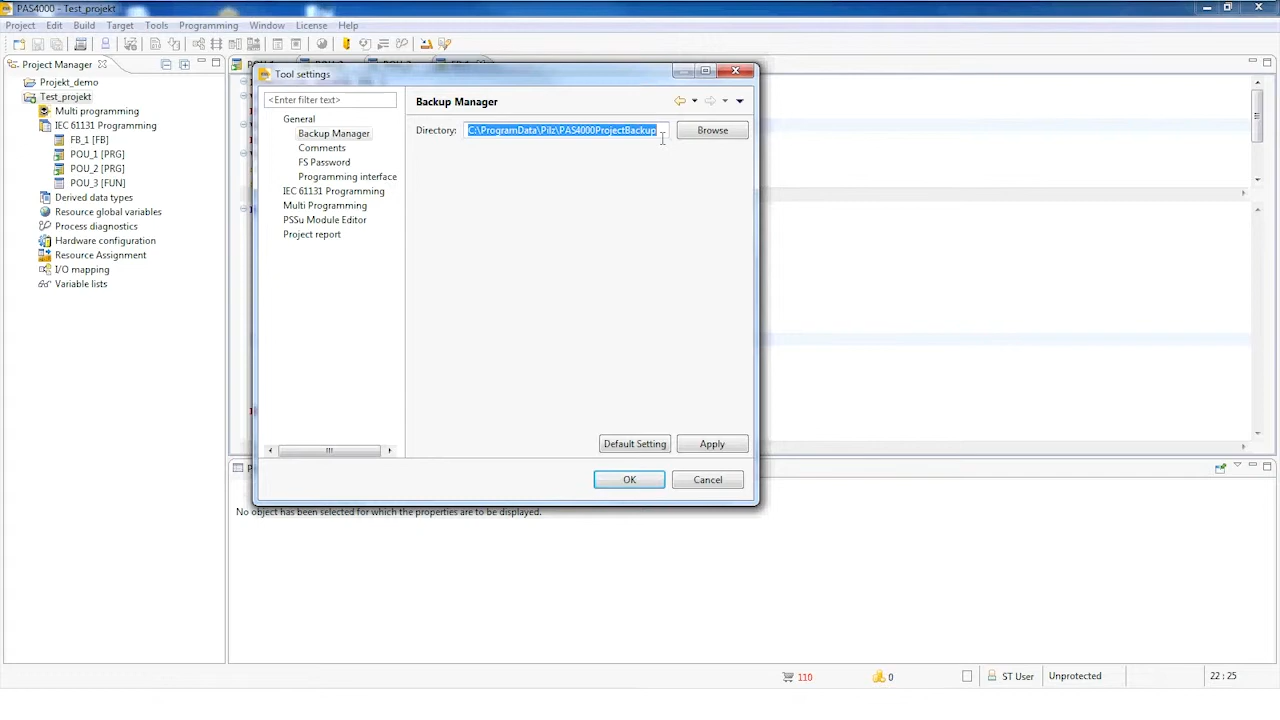 PAS4000 - Test_projekt
Project Edit Build Target Tools Programming Window License Help
Project Manager
Projekt_demo
Test_projekt
Multi programming
IEC 61131 Programming
FB_1 [FB]
POU_1 [PRG]
POU_2 [PRG]
POU_3 [FUN]
Derived data types
Resource global variables
Process diagnostics
Hardware configuration
Resource Assignment
I/O mapping
Variable lists
Tool settings
<Enter filter text>
General
Backup Manager
Comments
FS Password
Programming interface
IEC 61131 Programming
Multi Programming
PSSu Module Editor
Project report
Backup Manager
Directory: C:\ProgramData\Pilz\PAS4000ProjectBackup Browse
Default Setting Apply
OK Cancel
No object has been selected for which the properties are to be displayed.
110 0 ST User Unprotected 22 : 25